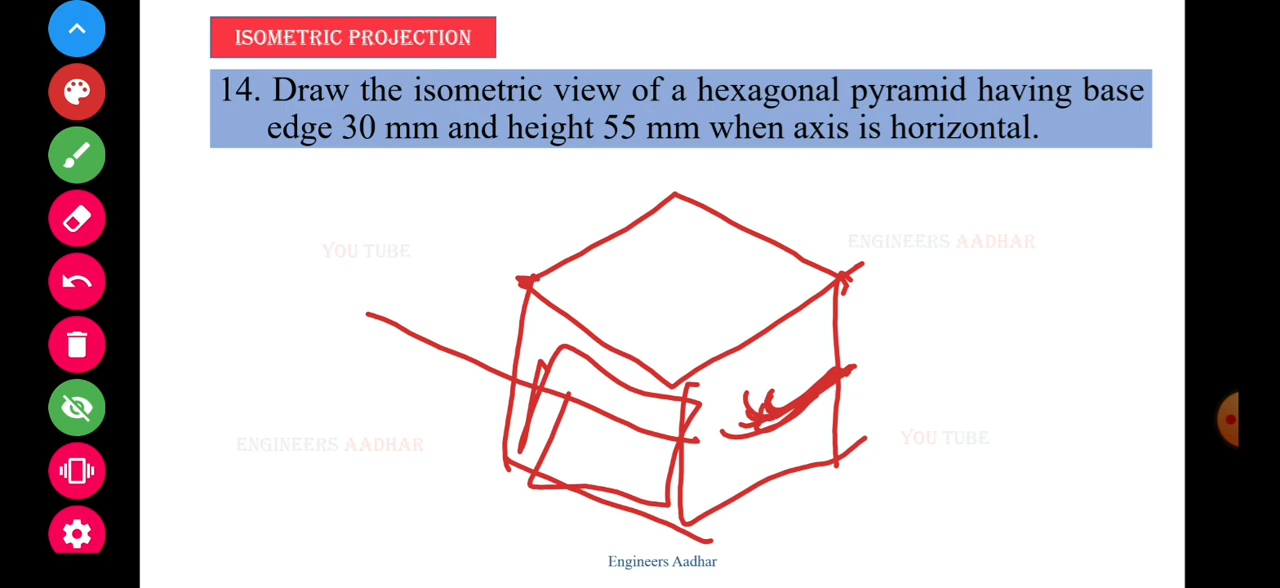 ISOMETRIC PROJECTION
14. Draw the isometric view of a hexagonal pyramid having base
edge 30 mm and height 55 mm when axis is horizontal.
YOU TUBE
ENGINEERS AADHAR
ENGINEERS AADHAR
YOU TUBE
Engineers Aadhar